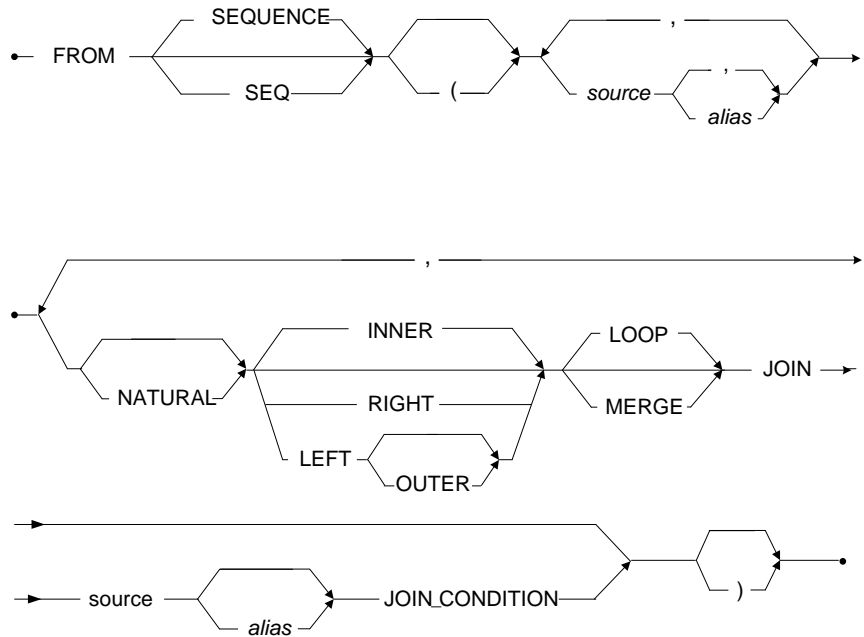 SEQUENCE ,
FROM ,
SEQ ( source alias
,
INNER LOOP
JOIN
NATURAL RIGHT MERGE
LEFT
OUTER
source JOIN_CONDITION )
alias